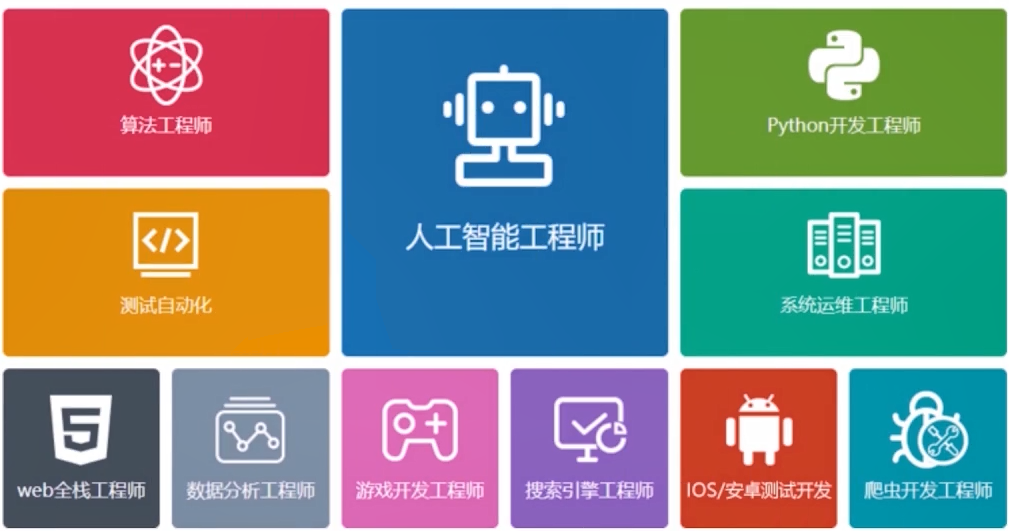 算法工程师
人工智能工程师
Python开发工程师
测试自动化
系统运维工程师
web全栈工程师
数据分析工程师
游戏开发工程师
搜索引擎工程师
IOS/安卓测试开发
爬虫开发工程师